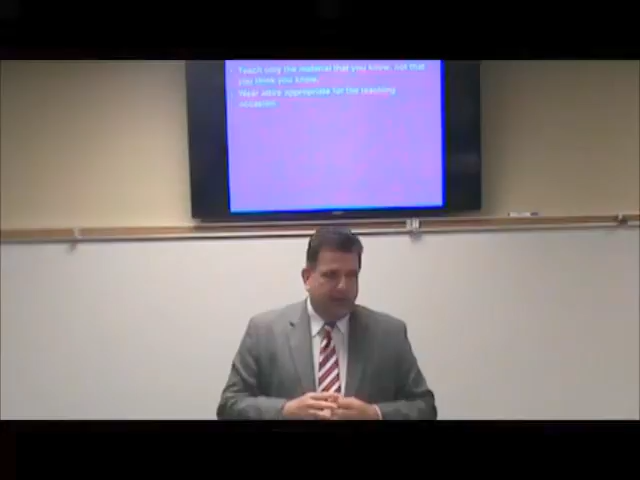 Teach only the material that you know, not that
you think you know.
Wear attire appropriate for the teaching
occasion.